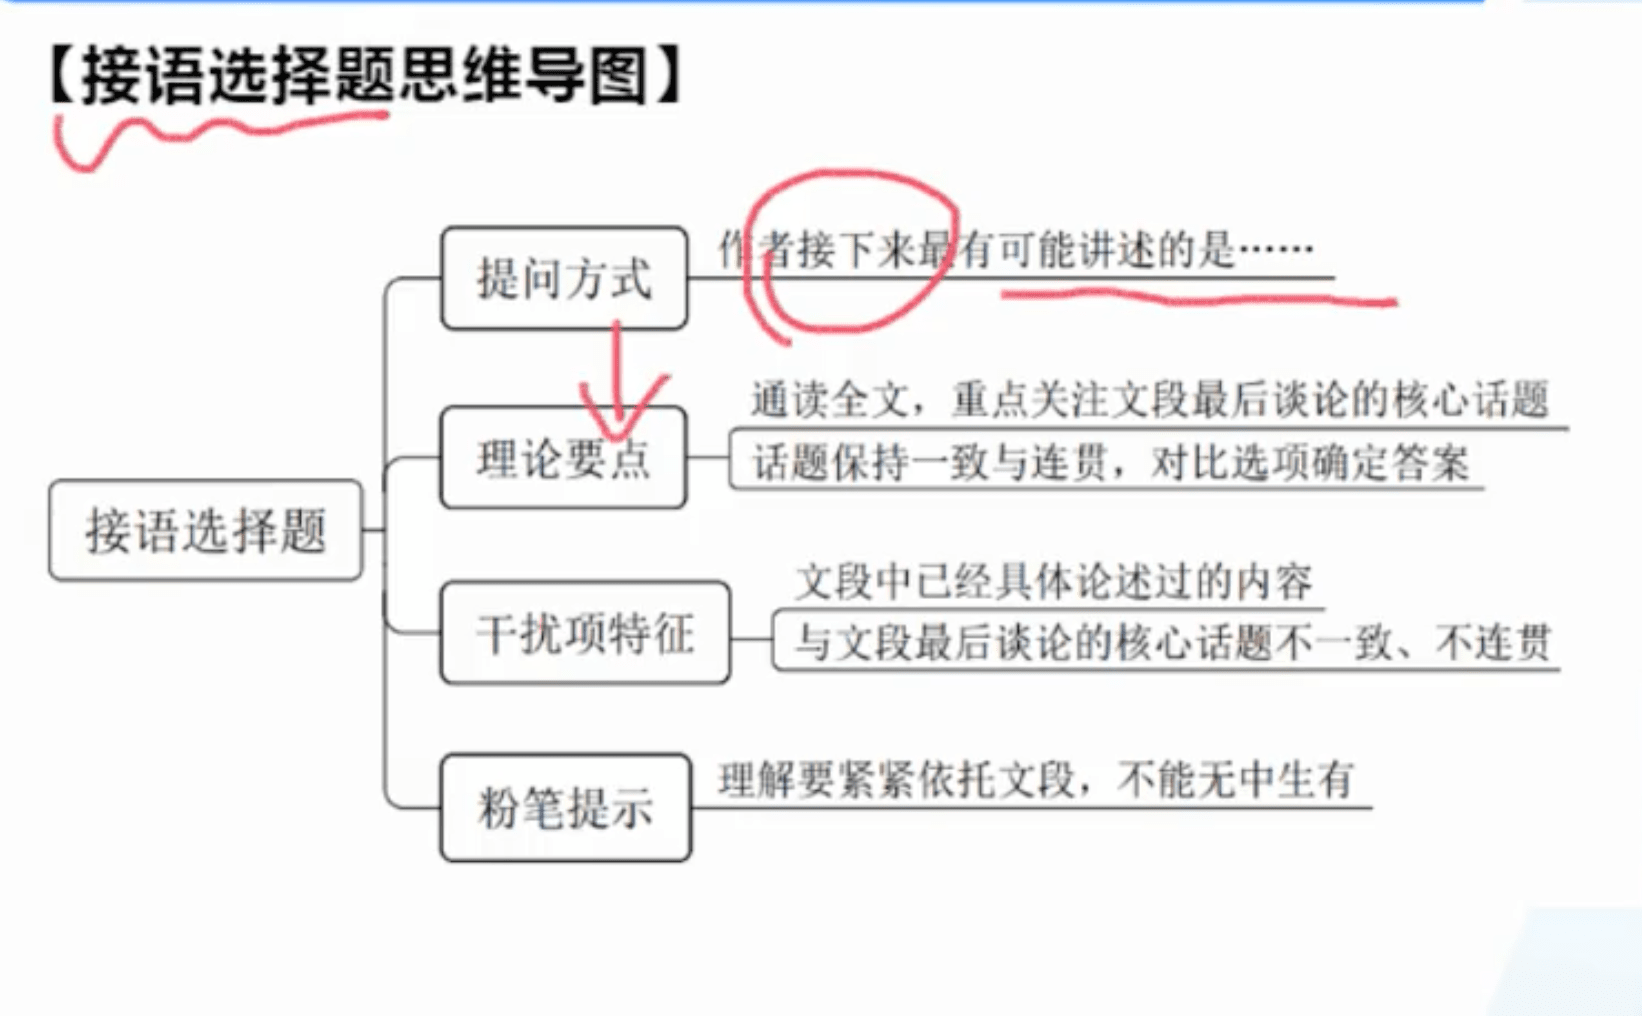 【接语选择题思维导图】
提问方式
作者接下来最有可能讲述的是……
理论要点
通读全文，重点关注文段最后谈论的核心话题
话题保持一致与连贯，对比选项确定答案
接语选择题
干扰项特征
文段中已经具体论述过的内容
与文段最后谈论的核心话题不一致、不连贯
粉笔提示
理解要紧紧依托文段，不能无中生有